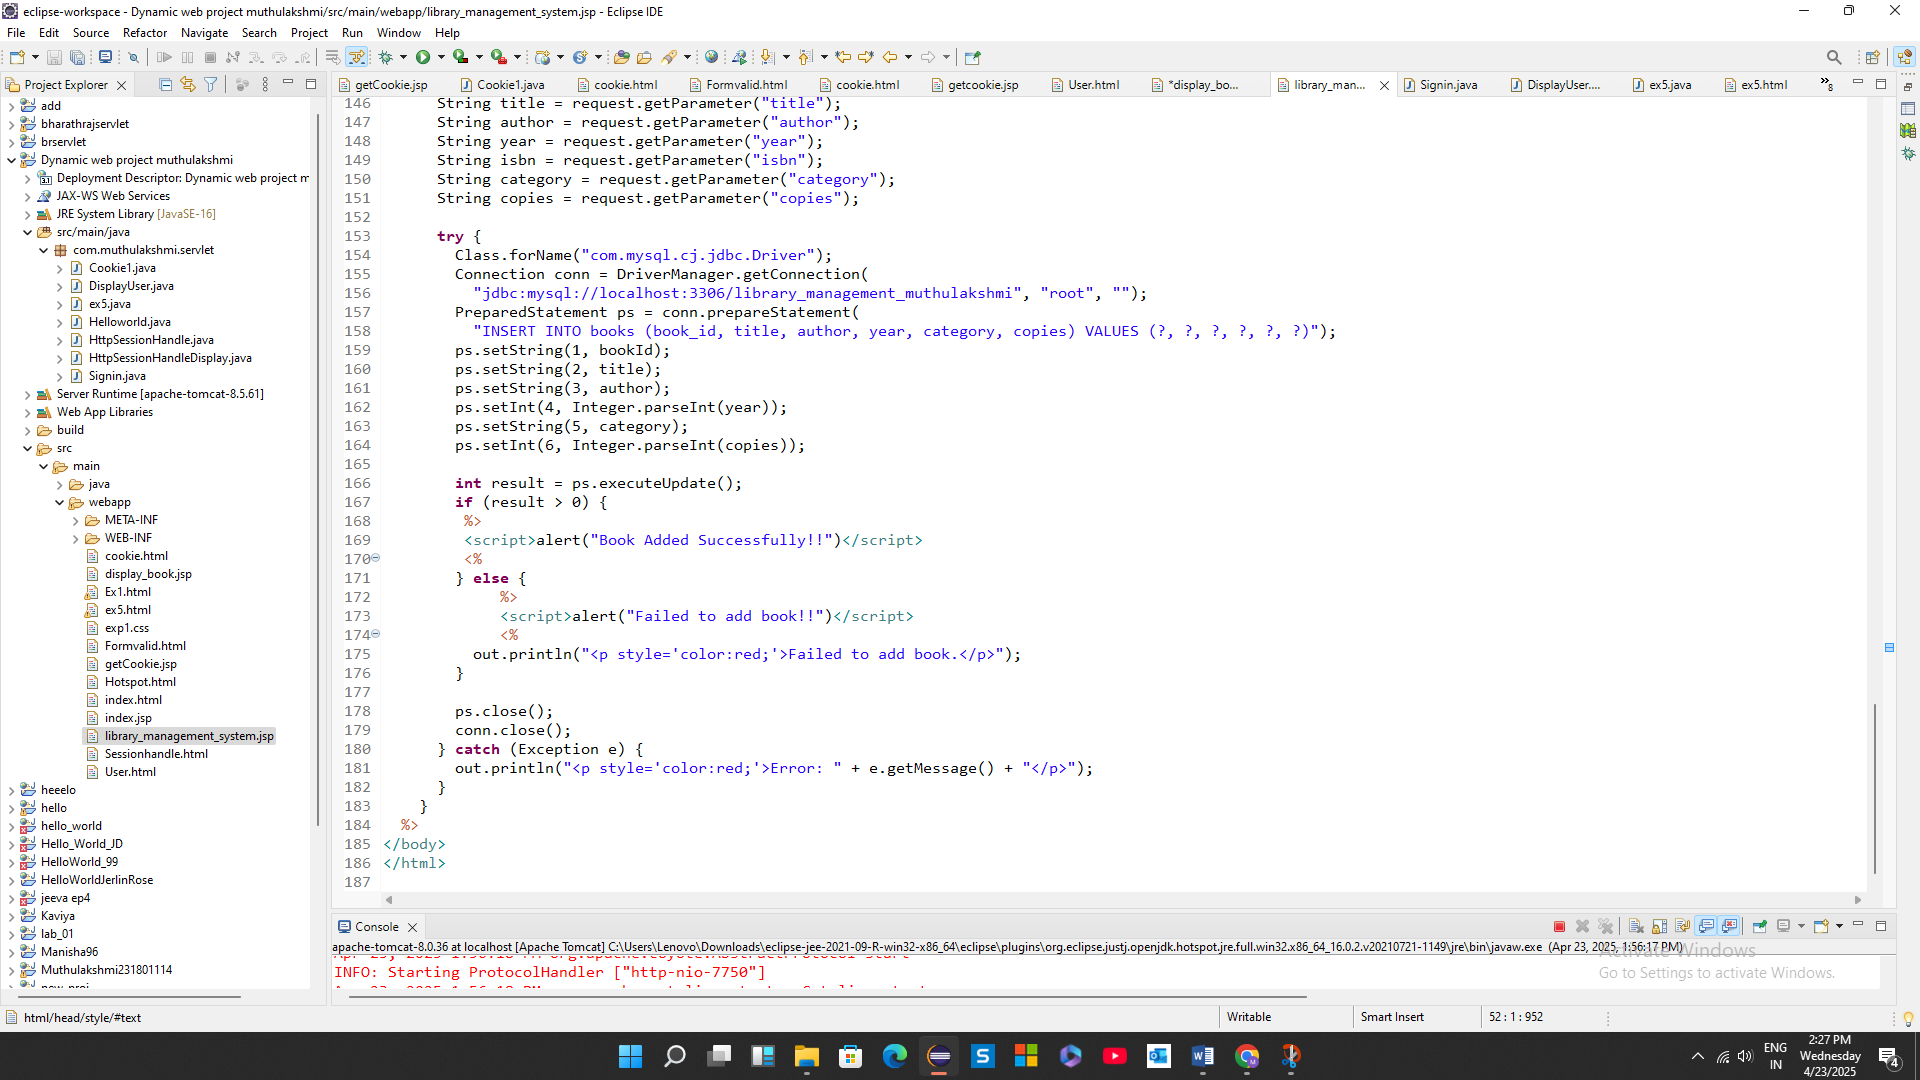 eclipse-workspace - Dynamic web project muthulakshmi/src/main/webapp/library_management_system.jsp - Eclipse IDE
File Edit Source Refactor Navigate Search Project Run Window Help
Project Explorer
getCookie.jsp Cookie1.java cookie.html Formvalid.html cookie.html getcookie.jsp User.html *display_bo... library_man... Signin.java DisplayUser.... ex5.java ex5.html »8
add
bharathrajservlet
brservlet
Dynamic web project muthulakshmi
Deployment Descriptor: Dynamic web project m
JAX-WS Web Services
JRE System Library [JavaSE-16]
src/main/java
com.muthulakshmi.servlet
Cookie1.java
DisplayUser.java
ex5.java
Helloworld.java
HttpSessionHandle.java
HttpSessionHandleDisplay.java
Signin.java
Server Runtime [apache-tomcat-8.5.61]
Web App Libraries
build
src
main
java
webapp
META-INF
WEB-INF
cookie.html
display_book.jsp
Ex1.html
ex5.html
exp1.css
Formvalid.html
getCookie.jsp
Hotspot.html
index.html
index.jsp
library_management_system.jsp
Sessionhandle.html
User.html
heeelo
hello
hello_world
Hello_World_JD
HelloWorld_99
HelloWorldJerlinRose
jeeva ep4
Kaviya
lab_01
Manisha96
Muthulakshmi231801114
146 String title = request.getParameter("title");
147 String author = request.getParameter("author");
148 String year = request.getParameter("year");
149 String isbn = request.getParameter("isbn");
150 String category = request.getParameter("category");
151 String copies = request.getParameter("copies");
152
153 try {
154 Class.forName("com.mysql.cj.jdbc.Driver");
155 Connection conn = DriverManager.getConnection(
156 "jdbc:mysql://localhost:3306/library_management_muthulakshmi", "root", "");
157 PreparedStatement ps = conn.prepareStatement(
158 "INSERT INTO books (book_id, title, author, year, category, copies) VALUES (?, ?, ?, ?, ?, ?)");
159 ps.setString(1, bookId);
160 ps.setString(2, title);
161 ps.setString(3, author);
162 ps.setInt(4, Integer.parseInt(year));
163 ps.setString(5, category);
164 ps.setInt(6, Integer.parseInt(copies));
165
166 int result = ps.executeUpdate();
167 if (result > 0) {
168 %>
169 <script>alert("Book Added Successfully!!")</script>
170 <%
171 } else {
172 %>
173 <script>alert("Failed to add book!!")</script>
174 <%
175 out.println("<p style='color:red;'>Failed to add book.</p>");
176 }
177
178 ps.close();
179 conn.close();
180 } catch (Exception e) {
181 out.println("<p style='color:red;'>Error: " + e.getMessage() + "</p>");
182 }
183 }
184 %>
185 </body>
186 </html>
187
Console
apache-tomcat-8.0.36 at localhost [Apache Tomcat] C:\Users\Lenovo\Downloads\eclipse-jee-2021-09-R-win32-x86_64\eclipse\plugins\org.eclipse.justj.openjdk.hotspot.jre.full.win32.x86_64_16.0.2.v20210721-1149\jre\bin\javaw.exe (Apr 23, 2025, 1:56:17 PM)
INFO: Starting ProtocolHandler ["http-nio-7750"]
Activate Windows
Go to Settings to activate Windows.
html/head/style/#text Writable Smart Insert 52 : 1 : 952
ENG
IN
2:27 PM
Wednesday
4/23/2025
4